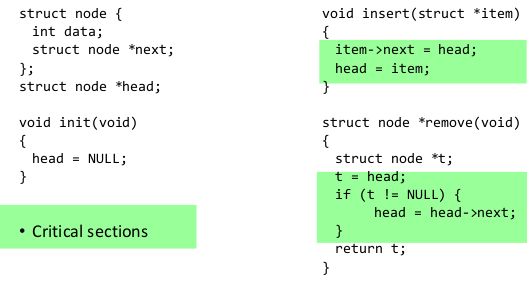 struct node {
  int data;
  struct node *next;
};
struct node *head;
void init(void)
{
  head = NULL;
}
• Critical sections
void insert(struct *item)
{
  item->next = head;
  head = item;
}
struct node *remove(void)
{
  struct node *t;
  t = head;
  if (t != NULL) {
       head = head->next;
  }
  return t;
}